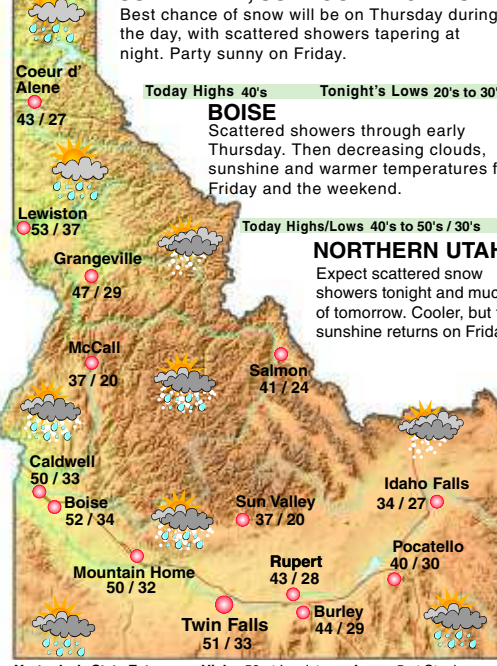 Best chance of snow will be on Thursday during
the day, with scattered showers tapering at
night. Party sunny on Friday.
Coeur d'
Alene
43 / 27
Today Highs 40's Tonight's Lows 20's to 30'
BOISE
Scattered showers through early
Thursday. Then decreasing clouds,
sunshine and warmer temperatures f
Friday and the weekend.
Lewiston
53 / 37
Today Highs/Lows 40's to 50's / 30's
NORTHERN UTAH
Expect scattered snow
showers tonight and muc
of tomorrow. Cooler, but
sunshine returns on Frida
Grangeville
47 / 29
McCall
37 / 20
Salmon
41 / 24
Caldwell
50 / 33
Boise
52 / 34
Sun Valley
37 / 20
Idaho Falls
34 / 27
Pocatello
40 / 30
Mountain Home
50 / 32
Rupert
43 / 28
Burley
44 / 29
Twin Falls
51 / 33